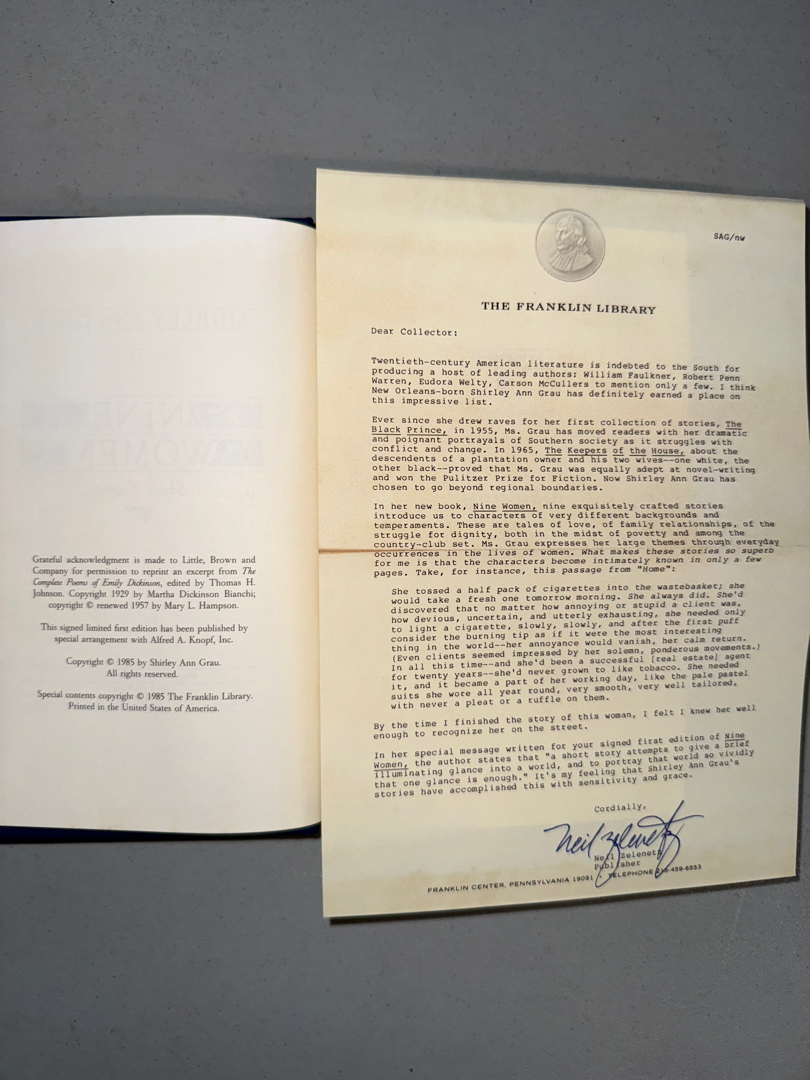 Grateful acknowledgment is made to Little, Brown and
Company for permission to reprint an excerpt from The
Complete Poems of Emily Dickinson, edited by Thomas H.
Johnson. Copyright 1929 by Martha Dickinson Bianchi;
copyright © renewed 1957 by Mary L. Hampson.
This signed limited first edition has been published by
special arrangement with Alfred A. Knopf, Inc.
Copyright © 1985 by Shirley Ann Grau.
All rights reserved.
Special contents copyright © 1985 The Franklin Library.
Printed in the United States of America.
SAG/nw
THE FRANKLIN LIBRARY
Dear Collector:
Twentieth-century American literature is indebted to the South for
producing a host of leading authors: William Faulkner, Robert Penn
Warren, Eudora Welty, Carson McCullers to mention only a few. I think
New Orleans-born Shirley Ann Grau has definitely earned a place on
this impressive list.
Ever since she drew raves for her first collection of stories, The
Black Prince, in 1955, Ms. Grau has moved readers with her dramatic
and poignant portrayals of Southern society as it struggles with
conflict and change. In 1965, The Keepers of the House, about the
descendents of a plantation owner and his two wives--one white, the
other black--proved that Ms. Grau was equally adept at novel-writing
and won the Pulitzer Prize for Fiction. Now Shirley Ann Grau has
chosen to go beyond regional boundaries.
In her new book, Nine Women, nine exquisitely crafted stories
introduce us to characters of very different backgrounds and
temperaments. These are tales of love, of family relationships, of the
struggle for dignity, both in the midst of poverty and among the
country-club set. Ms. Grau expresses her large themes through everyday
occurrences in the lives of women. What makes these stories so superb
for me is that the characters become intimately known in only a few
pages. Take, for instance, this passage from "Home":
She tossed a half pack of cigarettes into the wastebasket; she
would take a fresh one tomorrow morning. She always did. She'd
discovered that no matter how annoying or stupid a client was,
how devious, uncertain, and utterly exhausting, she needed only
to light a cigarette, slowly, slowly, and after the first puff
consider the burning tip as if it were the most interesting
thing in the world--her annoyance would vanish, her calm return.
(Even clients seemed impressed by her solemn, ponderous movements.)
In all this time--and she'd been a successful [real estate] agent
for twenty years--she'd never grown to like tobacco. She needed
it, and it became a part of her working day, like the pale pastel
suits she wore all year round, very smooth, very well tailored,
with never a pleat or a ruffle on them.
By the time I finished the story of this woman, I felt I knew her well
enough to recognize her on the street.
In her special message written for your signed first edition of Nine
Women, the author states that "a short story attempts to give a brief
illuminating glance into a world, and to portray that world so vividly
that one glance is enough." It's my feeling that Shirley Ann Grau's
stories have accomplished this with sensitivity and grace.
Cordially,
Neil Zelenetz
Neil Zelenetz
Publisher
FRANKLIN CENTER, PENNSYLVANIA 19091 • TELEPHONE 215-459-6553